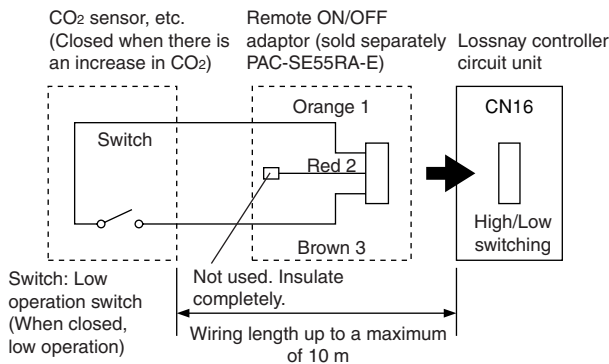 CO2 sensor, etc.
(Closed when there is
an increase in CO2)
Remote ON/OFF
adaptor (sold separately
PAC-SE55RA-E)
Lossnay controller
circuit unit
Switch
Orange 1
Red 2
Brown 3
CN16
High/Low
switching
Switch: Low
operation switch
(When closed,
low operation)
Not used. Insulate
completely.
Wiring length up to a maximum
of 10 m